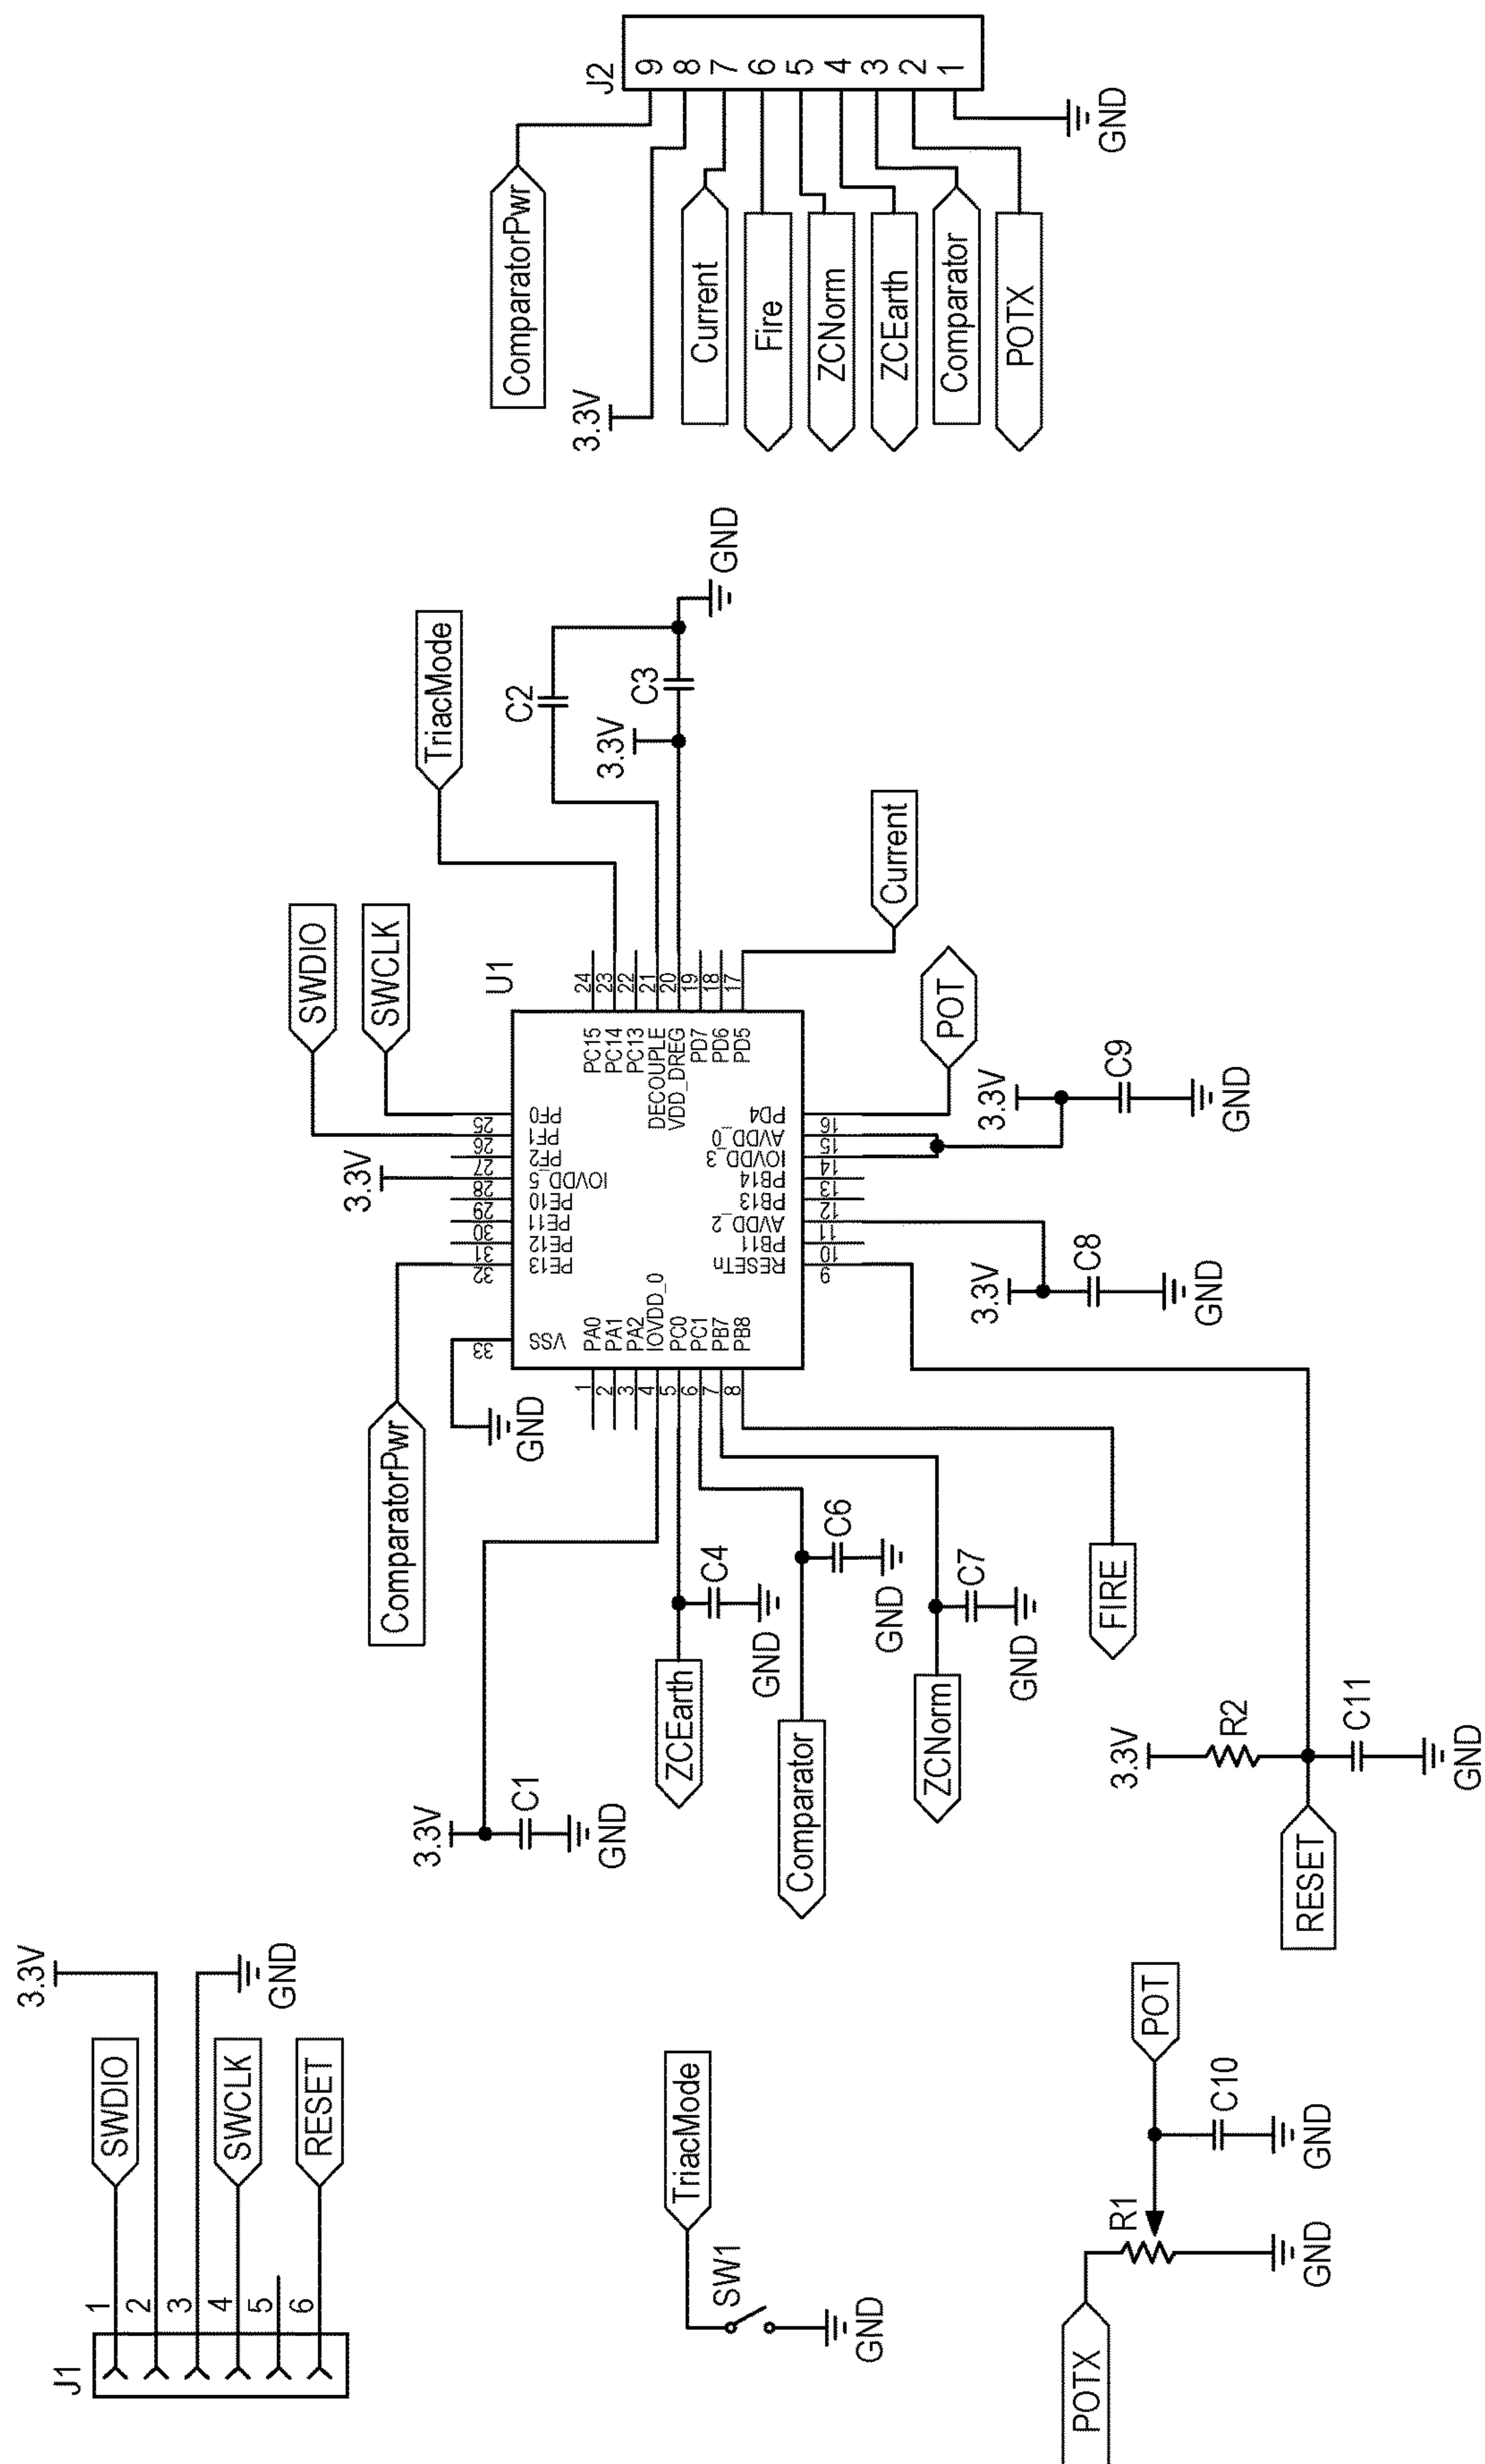 J1
1
2
3
4
5
6
SWDIO
SWCLK
RESET
3.3V
GND
TriacMode
SW1
GND
POTX
R1
GND
POT
C10
GND
3.3V
C1
GND
ZCEarth
C4
GND
Comparator
C6
GND
ZCNorm
C7
GND
FIRE
3.3V
R2
C11
GND
RESET
ComparatorPwr
GND
SWDIO
SWCLK
3.3V
U1
1
2
3
4
5
6
7
8
PA0
PA1
PA2
IOVDD_0
PC0
PC1
PB7
PB8
33
32
31
30
29
28
27
26
25
VSS
PE13
PE12
PE11
PE10
IOVDD_5
PF2
PF1
PF0
24
23
22
21
20
19
18
17
PC15
PC14
PC13
DECOUPLE
VDD_DREG
PD7
PD6
PD5
9
10
11
12
13
14
15
16
RESETn
PB11
AVDD_2
PB13
PB14
IOVDD_3
AVDD_0
PD4
3.3V
C8
GND
3.3V
C9
GND
POT
Current
TriacMode
C2
3.3V
C3
GND
J2
9
8
7
6
5
4
3
2
1
ComparatorPwr
3.3V
Current
Fire
ZCNorm
ZCEarth
Comparator
POTX
GND